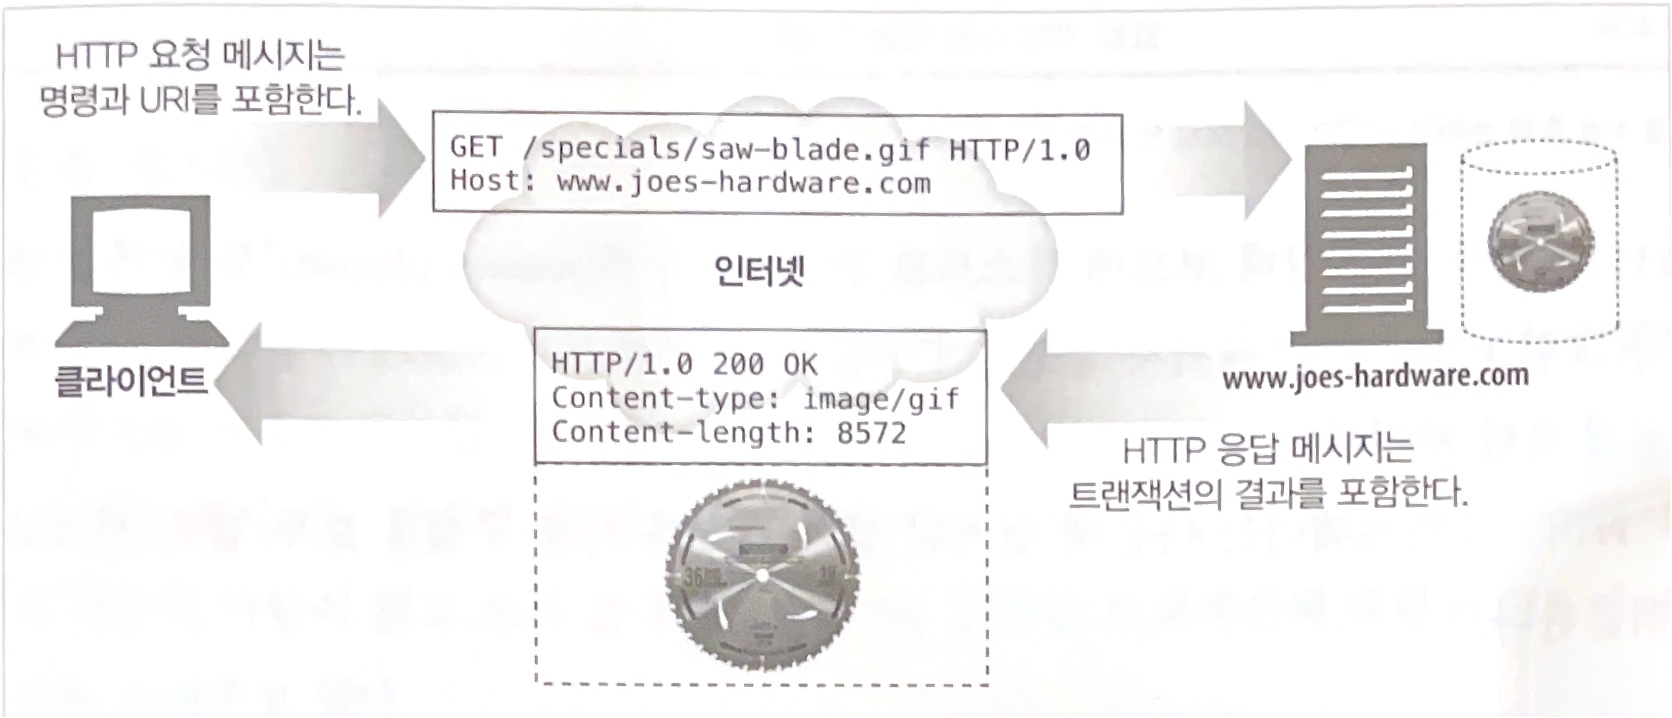 HTTP 요청 메시지는
명령과 URI를 포함한다.
GET /specials/saw-blade.gif HTTP/1.0
Host: www.joes-hardware.com
인터넷
클라이언트
HTTP/1.0 200 OK
Content-type: image/gif
Content-length: 8572
www.joes-hardware.com
HTTP 응답 메시지는
트랜잭션의 결과를 포함한다.
36